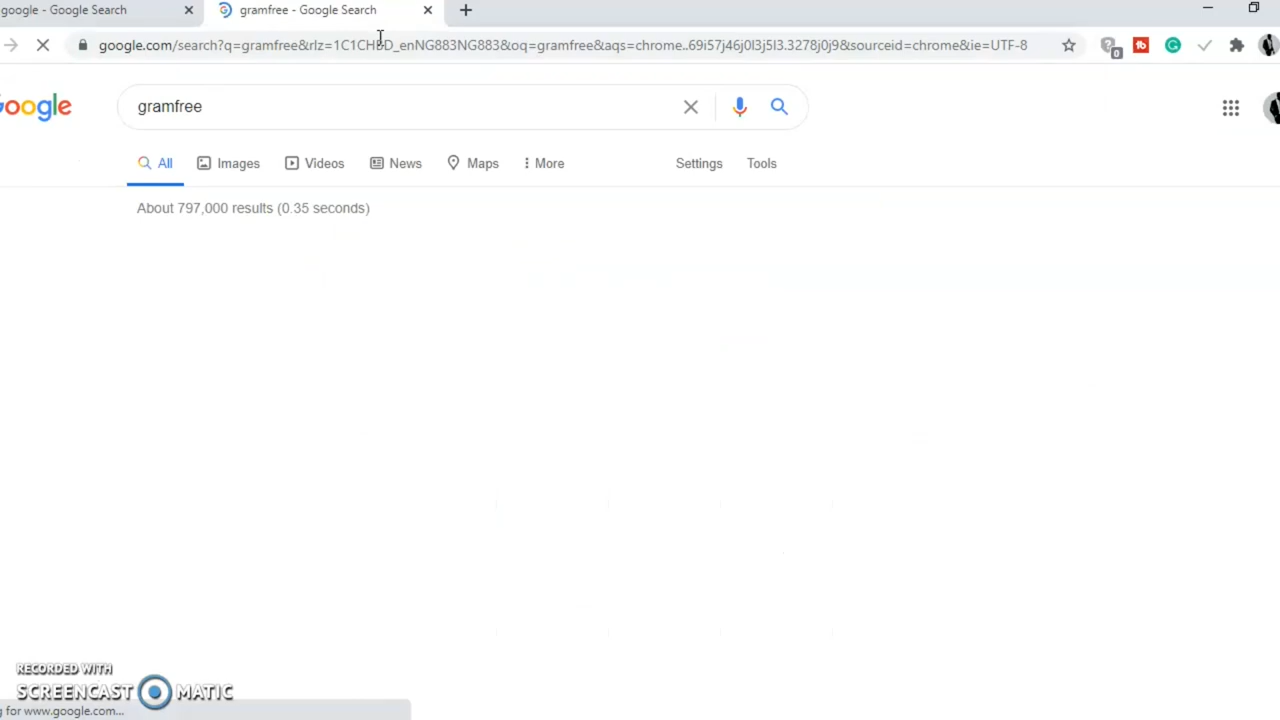 google - Google Search
gramfree - Google Search
google.com/search?q=gramfree&rlz=1C1CHBD_enNG883NG883&oq=gramfree&aqs=chrome..69i57j46j0l3j5l3.3278j0j9&sourceid=chrome&ie=UTF-8
0
Google
gramfree
All
Images
Videos
News
Maps
More
Settings
Tools
About 797,000 results (0.35 seconds)
RECORDED WITH
SCREENCAST MATIC
g for www.google.com...